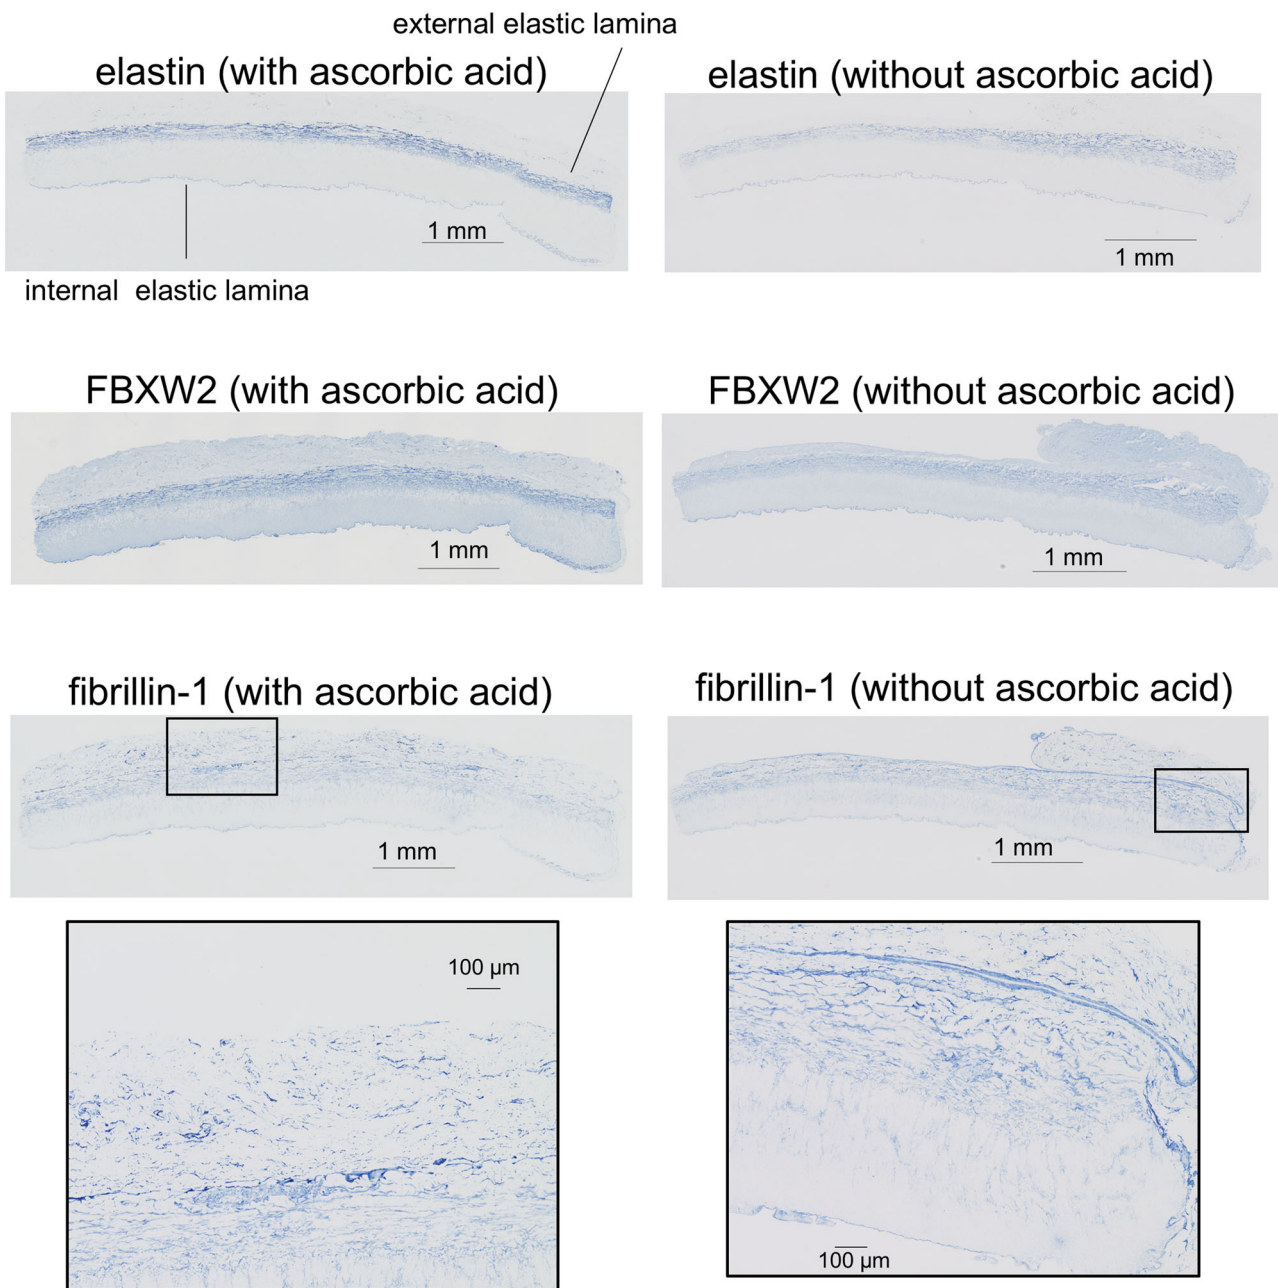 external elastic lamina
elastin (with ascorbic acid)
elastin (without ascorbic acid)
1 mm
1 mm
internal elastic lamina
FBXW2 (with ascorbic acid)
FBXW2 (without ascorbic acid)
1 mm
1 mm
fibrillin-1 (with ascorbic acid)
fibrillin-1 (without ascorbic acid)
1 mm
1 mm
100 μm
100 μm